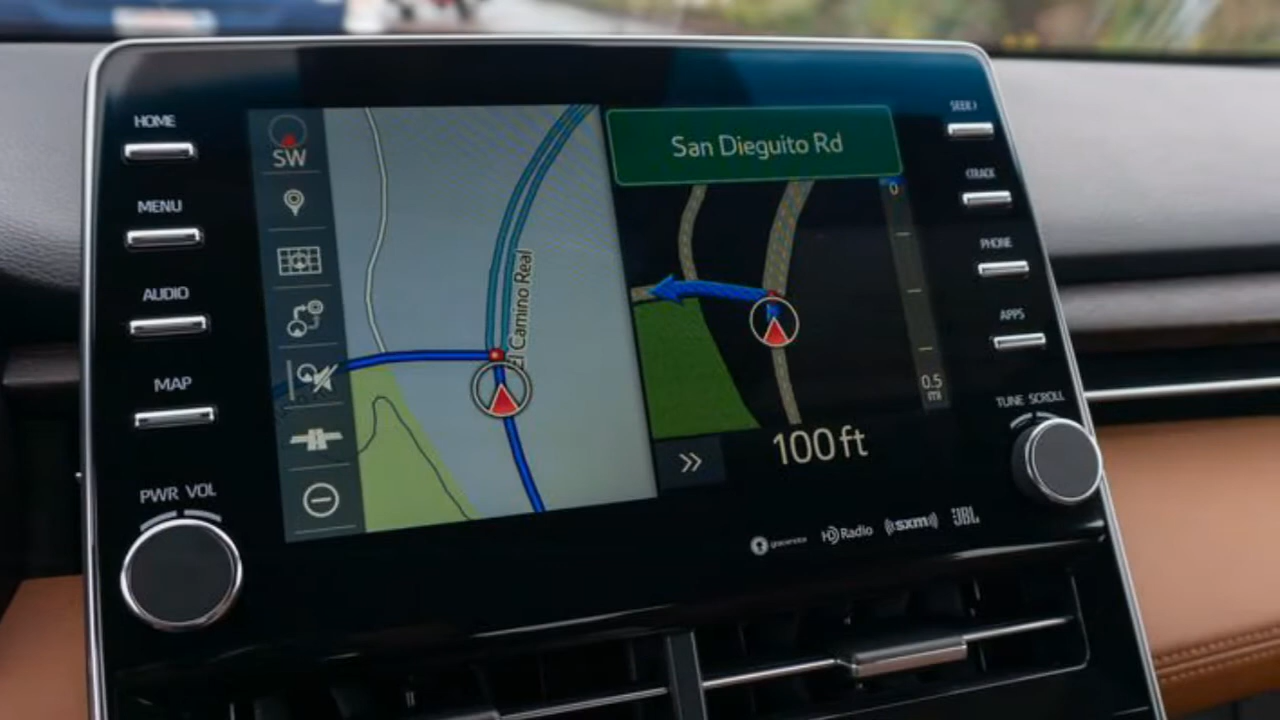 HOME
MENU
AUDIO
MAP
PWR VOL
SW
El Camino Real
San Dieguito Rd
0
0.5
mi
100 ft
SEEK >
< TRACK
PHONE
APPS
TUNE SCROLL
gracenote
HD Radio
((sxm))
JBL